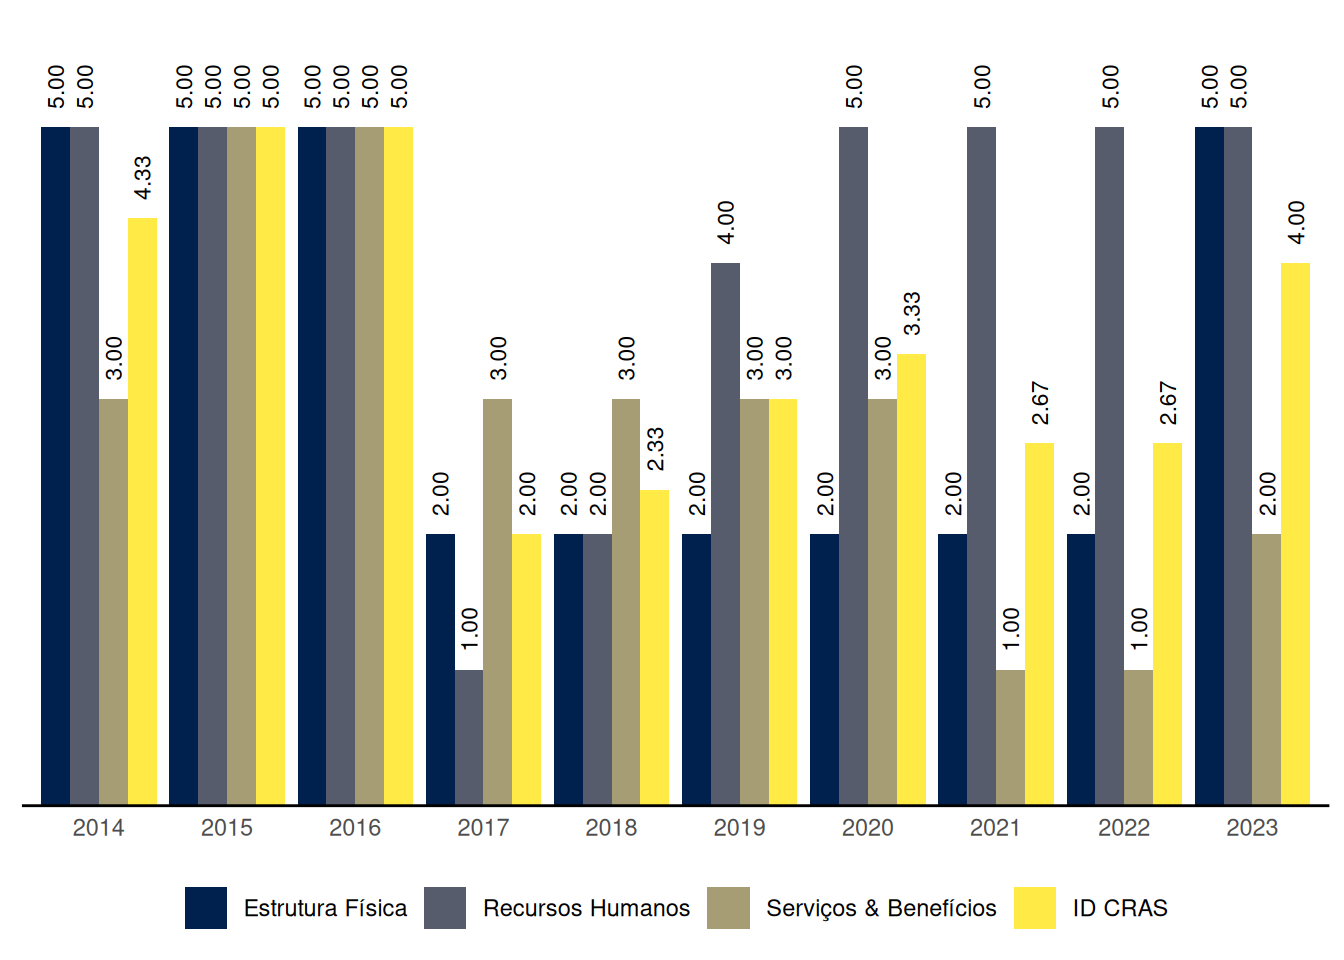 5.00 5.00 3.00 4.33
5.00 5.00 5.00 5.00
5.00 5.00 5.00 5.00
2.00 1.00 3.00 2.00
2.00 2.00 3.00 2.33
2.00 4.00 3.00 3.00
2.00 5.00 3.00 3.33
2.00 5.00 1.00 2.67
2.00 5.00 1.00 2.67
5.00 5.00 2.00 4.00
2014 2015 2016 2017 2018 2019 2020 2021 2022 2023
Estrutura Física Recursos Humanos Serviços & Benefícios ID CRAS